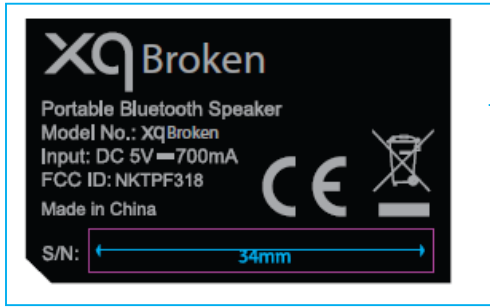 xq Broken
Portable Bluetooth Speaker
Model No.: xq Broken
Input: DC 5V⎓700mA
FCC ID: NKTPF318
CE
Made in China
S/N:
34mm